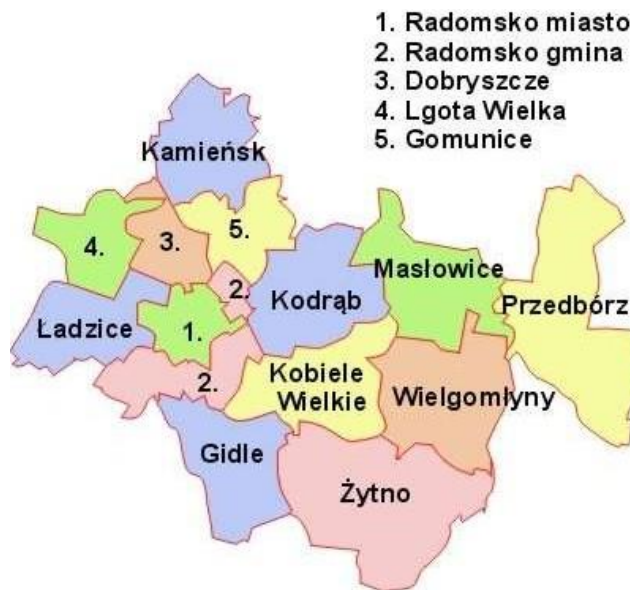 1. Radomsko miasto
2. Radomsko gmina
3. Dobryszcze
4. Lgota Wielka
5. Gomunice
Kamieńsk
4.
3.
5.
Masłowice
2.
Kodrąb
Przedbórz
Ładzice
1.
2.
Kobiele
Wielkie
Wielgomłyny
Gidle
Żytno